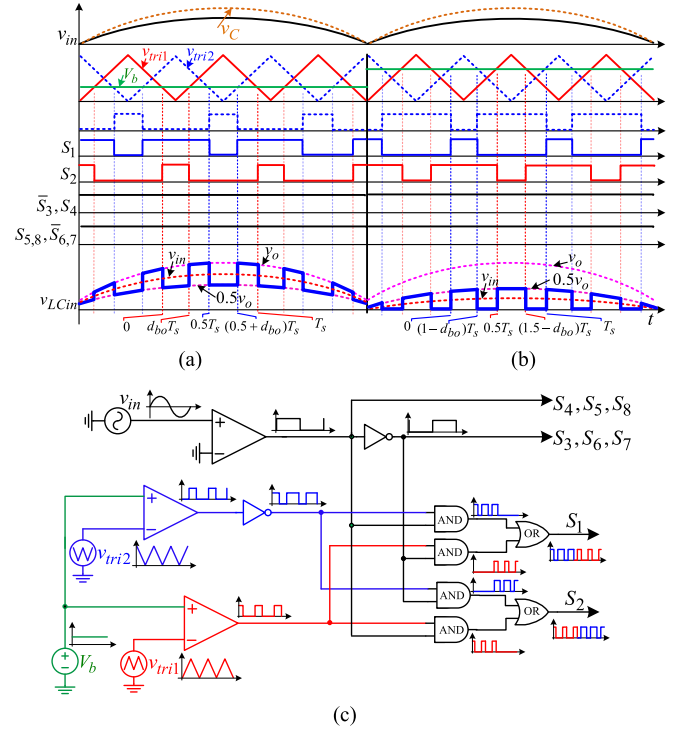 v_in v_C
V_b v_tri1 v_tri2
S_1
S_2
S̅_3, S_4
S_5,8, S̅_6,7
v_in v_o v_o
v_in 0.5v_o
v_LCin 0.5v_o
0 d_boT_s 0.5T_s (0.5+d_bo)T_s T_s 0 (1−d_bo)T_s 0.5T_s (1.5−d_bo)T_s T_s t
(a) (b)
v_in
+
−
S_4, S_5, S_8
S_3, S_6, S_7
+
−
v_tri2
AND
OR
S_1
AND
AND
OR
S_2
AND
+
−
V_b
v_tri1
(c)